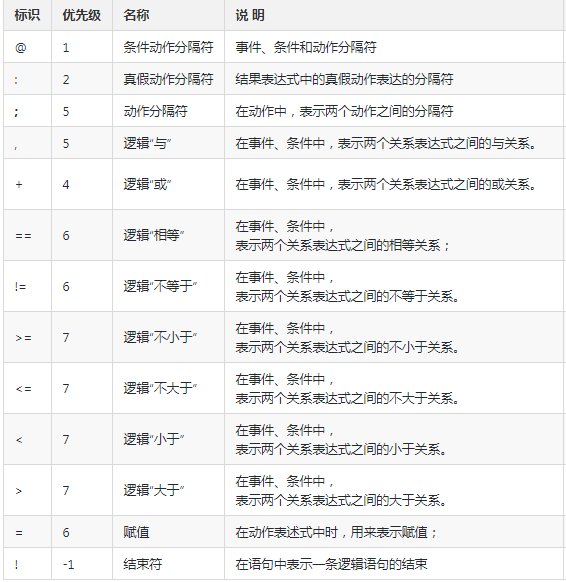 标识 优先级 名称 说 明
@ 1 条件动作分隔符 事件、条件和动作分隔符
: 2 真假动作分隔符 结果表达式中的真假动作表达的分隔符
; 5 动作分隔符 在动作中，表示两个动作之间的分隔符
, 5 逻辑“与” 在事件、条件中，表示两个关系表达式之间的与关系。
+ 4 逻辑“或” 在事件、条件中，表示两个关系表达式之间的或关系。
== 6 逻辑“相等” 在事件、条件中，
表示两个关系表达式之间的相等关系；
!= 6 逻辑“不等于” 在事件、条件中，
表示两个关系表达式之间的不等于关系。
>= 7 逻辑“不小于” 在事件、条件中，
表示两个关系表达式之间的不小于关系。
<= 7 逻辑“不大于” 在事件、条件中，
表示两个关系表达式之间的不大于关系。
< 7 逻辑“小于” 在事件、条件中，
表示两个关系表达式之间的小于关系。
> 7 逻辑“大于” 在事件、条件中，
表示两个关系表达式之间的大于关系。
= 6 赋值 在动作表述式中时，用来表示赋值；
! -1 结束符 在语句中表示一条逻辑语句的结束